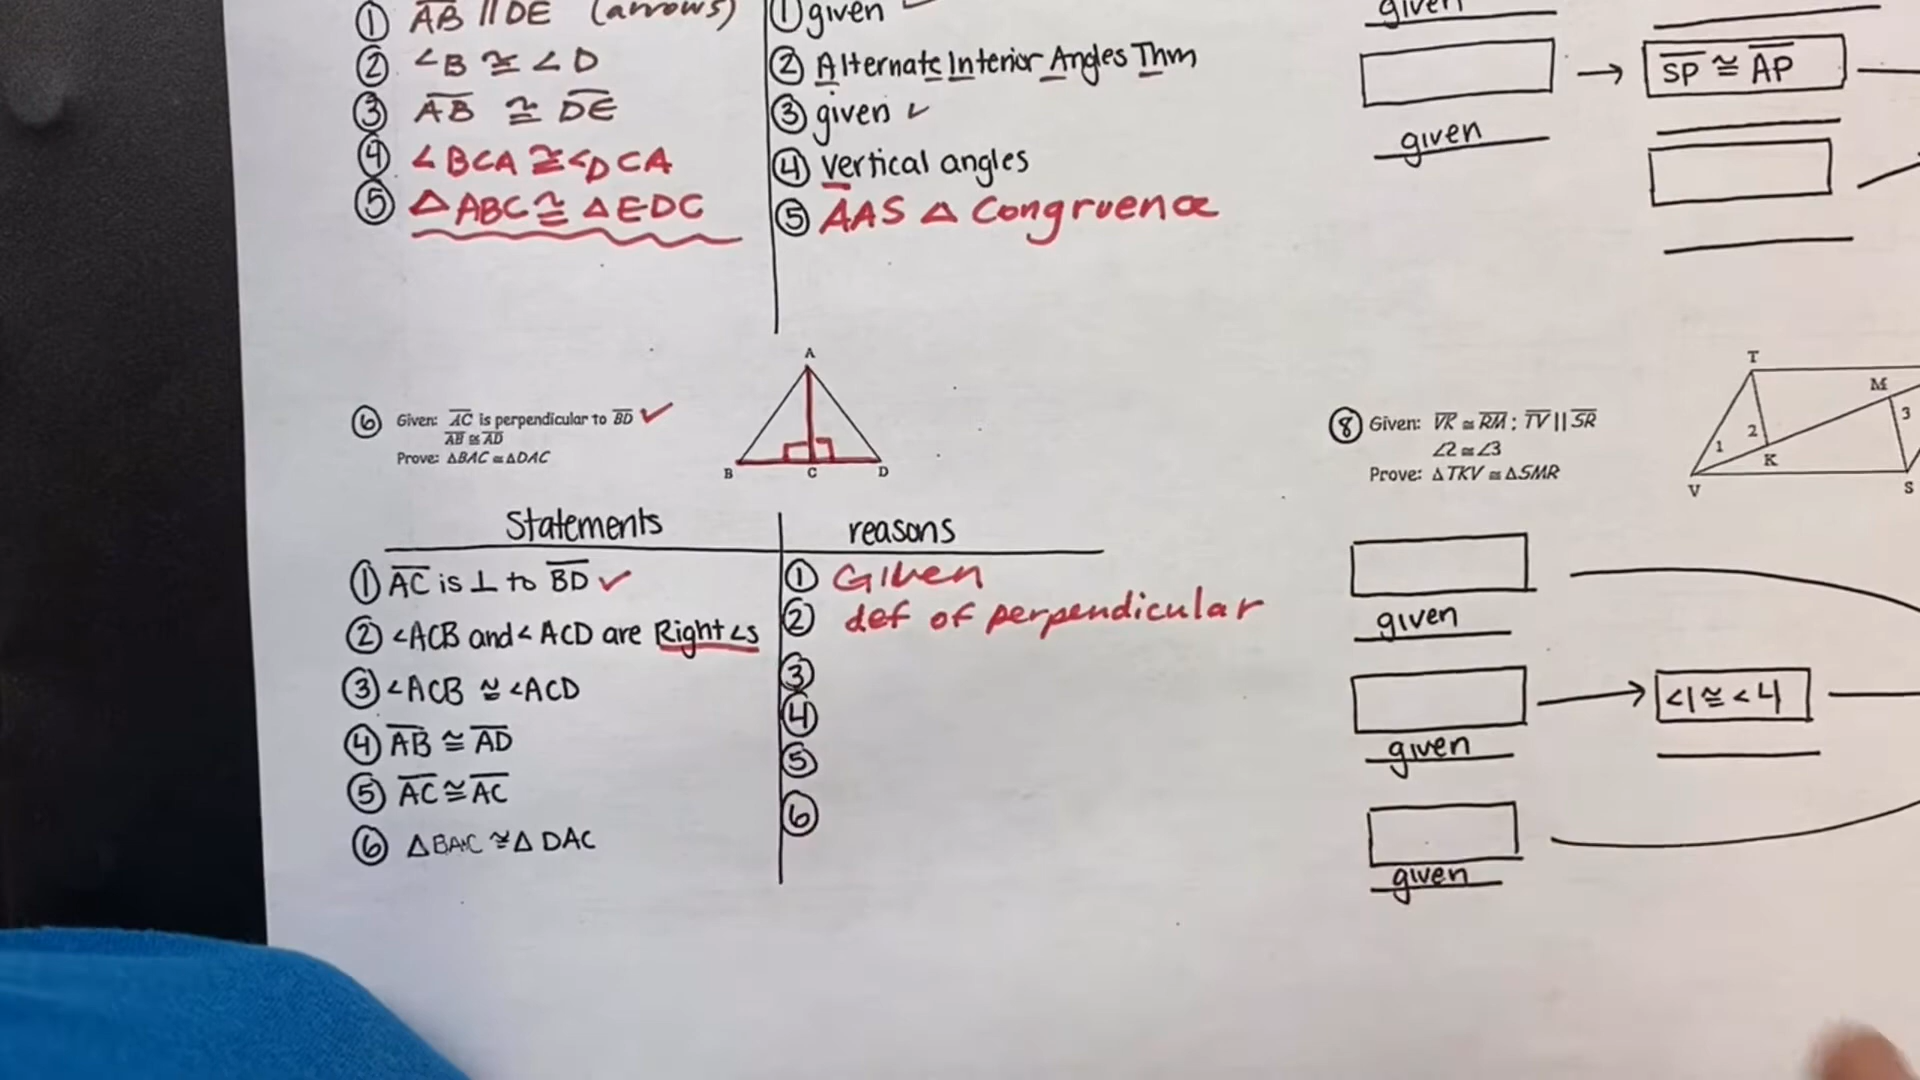 ① AB || DE (arrows)
① given
② ∠B ≅ ∠D
② Alternate Interior Angles Thm
③ AB ≅ DE
③ given ✓
④ ∠BCA ≅ ∠DCA
④ Vertical angles
⑤ △ABC ≅ △EDC
⑤ AAS △ Congruence
given
SP ≅ AP
given
⑥ Given: AC is perpendicular to BD ✓
AB ≅ AD
Prove: △BAC ≅ △DAC
A
B
C
D
Statements
reasons
① AC is ⊥ to BD ✓
① Given
② ∠ACB and ∠ACD are Right ∠s
② def of perpendicular
③ ∠ACB ≅ ∠ACD
③
④ AB ≅ AD
④
⑤ AC ≅ AC
⑤
⑥ △BAC ≅ △DAC
⑥
⑧ Given: VR ≅ RM ; TV || SR
∠2 ≅ ∠3
Prove: △TKV ≅ △SMR
T
M
3
2
1
K
V
S
given
∠1 ≅ ∠4
given
given